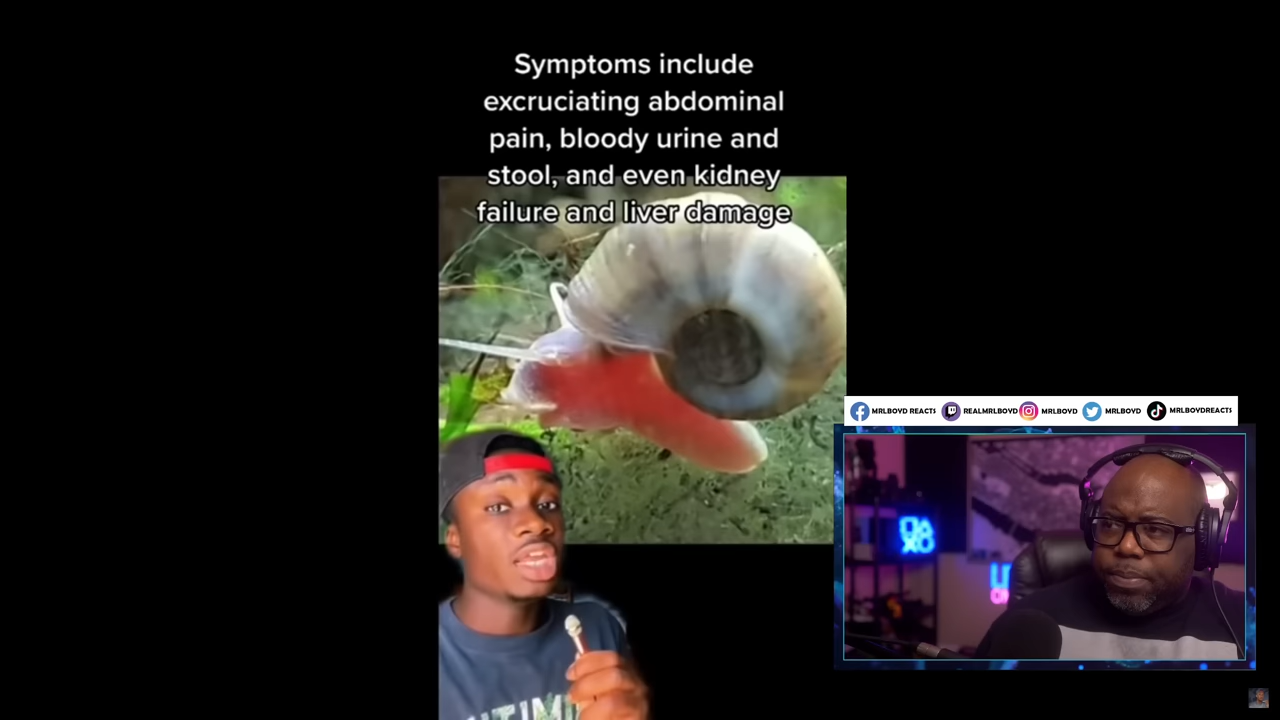 Symptoms include
excruciating abdominal
pain, bloody urine and
stool, and even kidney
failure and liver damage
MRLBOYD REACTS REALMRLBOYD MRLBOYD MRLBOYD MRLBOYDREACTS